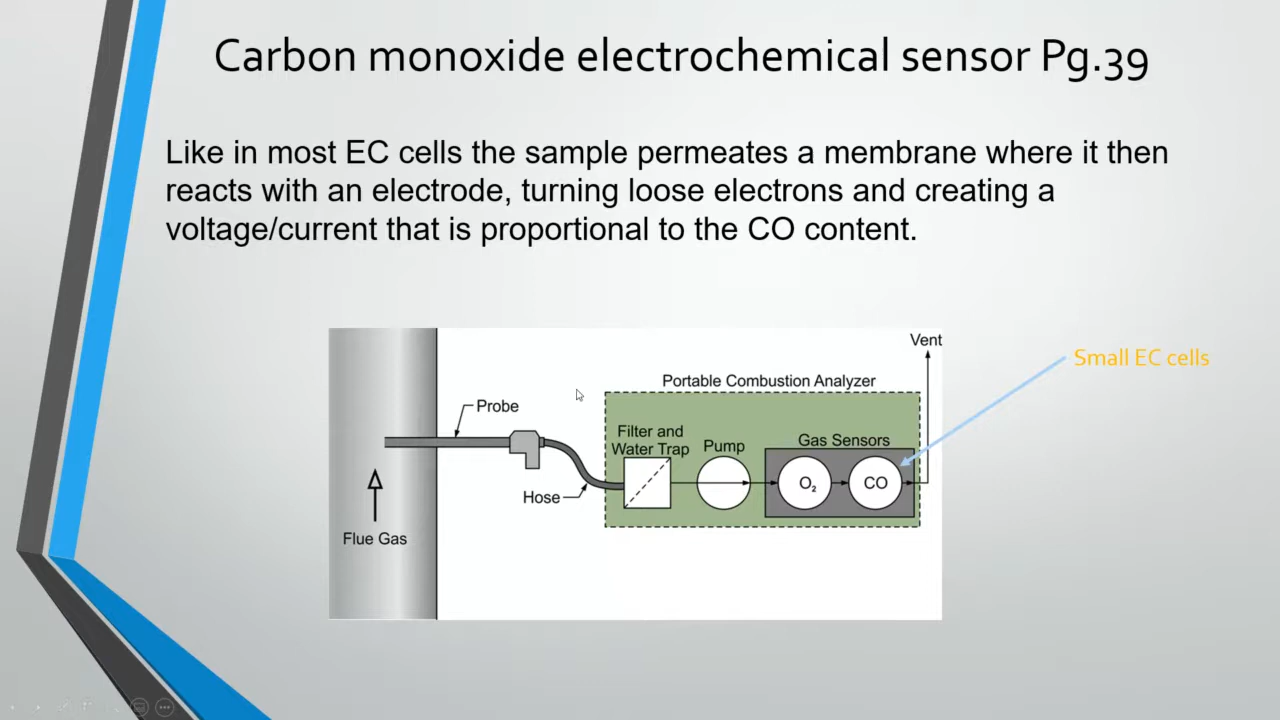 Carbon monoxide electrochemical sensor Pg.39
Like in most EC cells the sample permeates a membrane where it then
reacts with an electrode, turning loose electrons and creating a
voltage/current that is proportional to the CO content.
Vent
Small EC cells
Portable Combustion Analyzer
Probe
Filter and
Water Trap
Pump
Gas Sensors
O₂
CO
Hose
Flue Gas